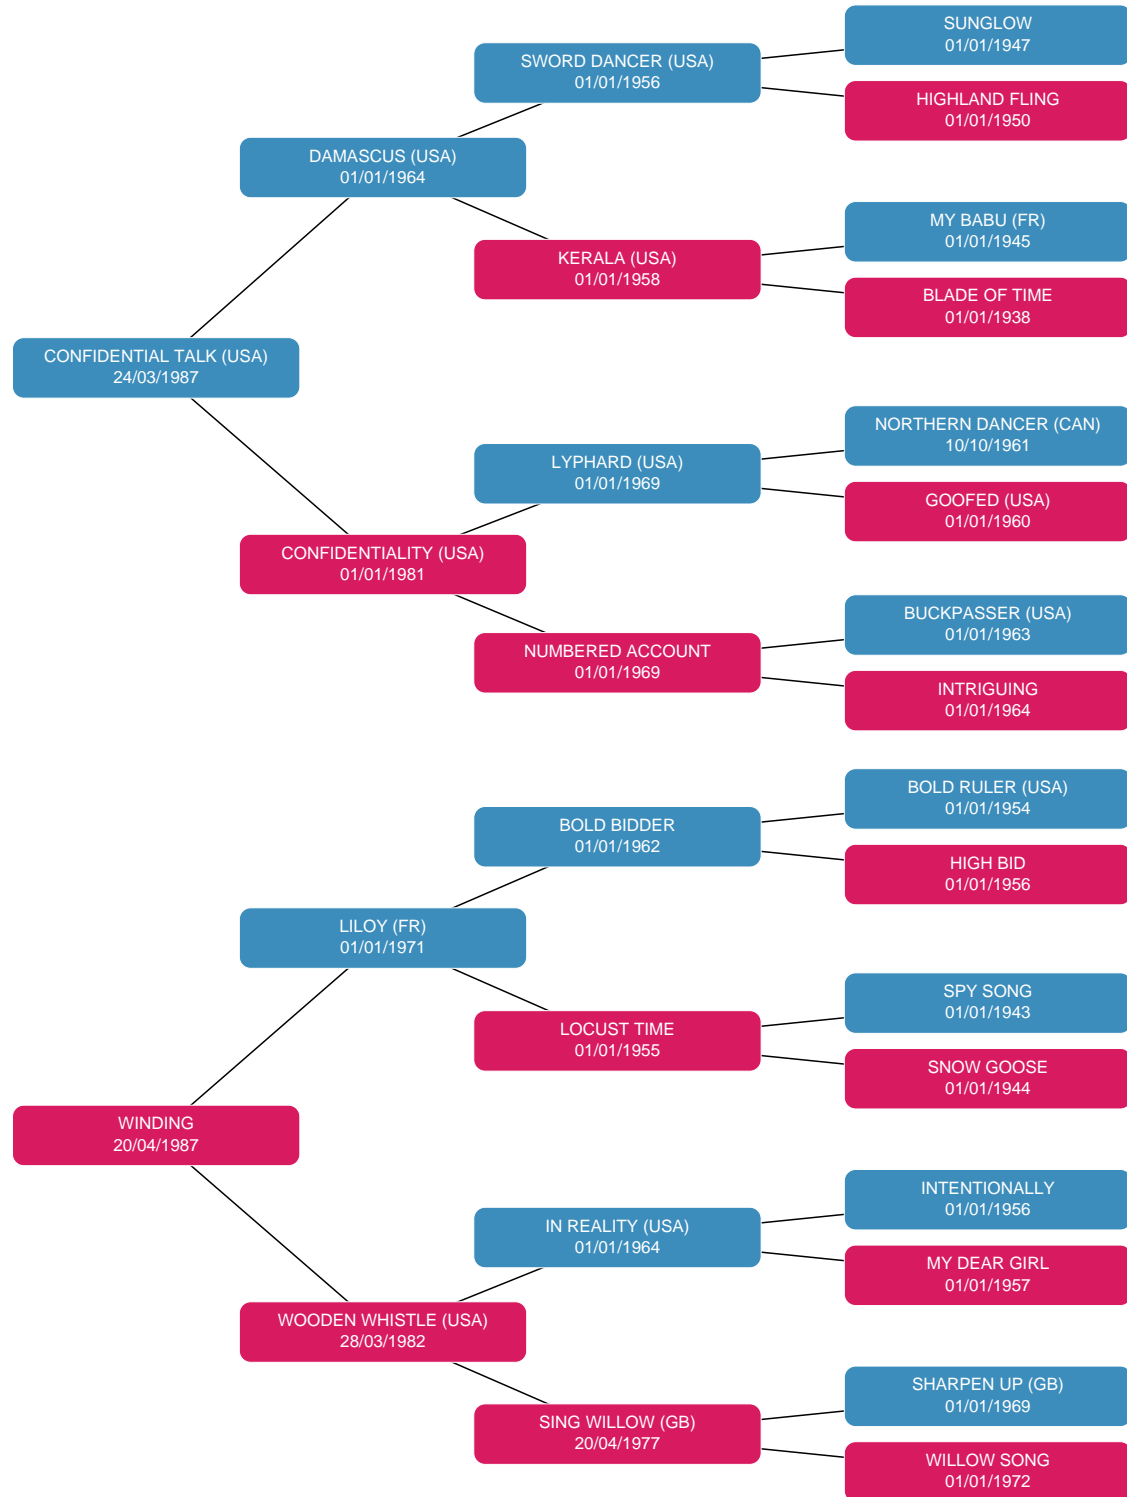 SUNGLOW
01/01/1947
SWORD DANCER (USA)
01/01/1956
HIGHLAND FLING
01/01/1950
DAMASCUS (USA)
01/01/1964
MY BABU (FR)
01/01/1945
KERALA (USA)
01/01/1958
BLADE OF TIME
01/01/1938
CONFIDENTIAL TALK (USA)
24/03/1987
NORTHERN DANCER (CAN)
10/10/1961
LYPHARD (USA)
01/01/1969
GOOFED (USA)
01/01/1960
CONFIDENTIALITY (USA)
01/01/1981
BUCKPASSER (USA)
01/01/1963
NUMBERED ACCOUNT
01/01/1969
INTRIGUING
01/01/1964
BOLD RULER (USA)
01/01/1954
BOLD BIDDER
01/01/1962
HIGH BID
01/01/1956
LILOY (FR)
01/01/1971
SPY SONG
01/01/1943
LOCUST TIME
01/01/1955
SNOW GOOSE
01/01/1944
WINDING
20/04/1987
INTENTIONALLY
01/01/1956
IN REALITY (USA)
01/01/1964
MY DEAR GIRL
01/01/1957
WOODEN WHISTLE (USA)
28/03/1982
SHARPEN UP (GB)
01/01/1969
SING WILLOW (GB)
20/04/1977
WILLOW SONG
01/01/1972